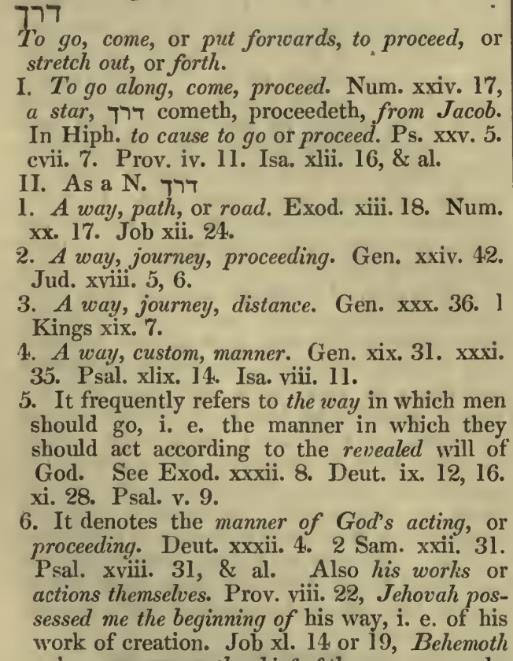 דרך
To go, come, or put forwards, to proceed, or
stretch out, or forth.
I. To go along, come, proceed. Num. xxiv. 17,
a star, דרך cometh, proceedeth, from Jacob.
In Hiph. to cause to go or proceed. Ps. xxv. 5.
cvii. 7. Prov. iv. 11. Isa. xlii. 16, & al.
II. As a N. דרך
1. A way, path, or road. Exod. xiii. 18. Num.
xx. 17. Job xii. 24.
2. A way, journey, proceeding. Gen. xxiv. 42.
Jud. xviii. 5, 6.
3. A way, journey, distance. Gen. xxx. 36. 1
Kings xix. 7.
4. A way, custom, manner. Gen. xix. 31. xxxi.
35. Psal. xlix. 14. Isa. viii. 11.
5. It frequently refers to the way in which men
should go, i. e. the manner in which they
should act according to the revealed will of
God. See Exod. xxxii. 8. Deut. ix. 12, 16.
xi. 28. Psal. v. 9.
6. It denotes the manner of God's acting, or
proceeding. Deut. xxxii. 4. 2 Sam. xxii. 31.
Psal. xviii. 31, & al. Also his works or
actions themselves. Prov. viii. 22, Jehovah pos-
sessed me the beginning of his way, i. e. of his
work of creation. Job xl. 14 or 19, Behemoth